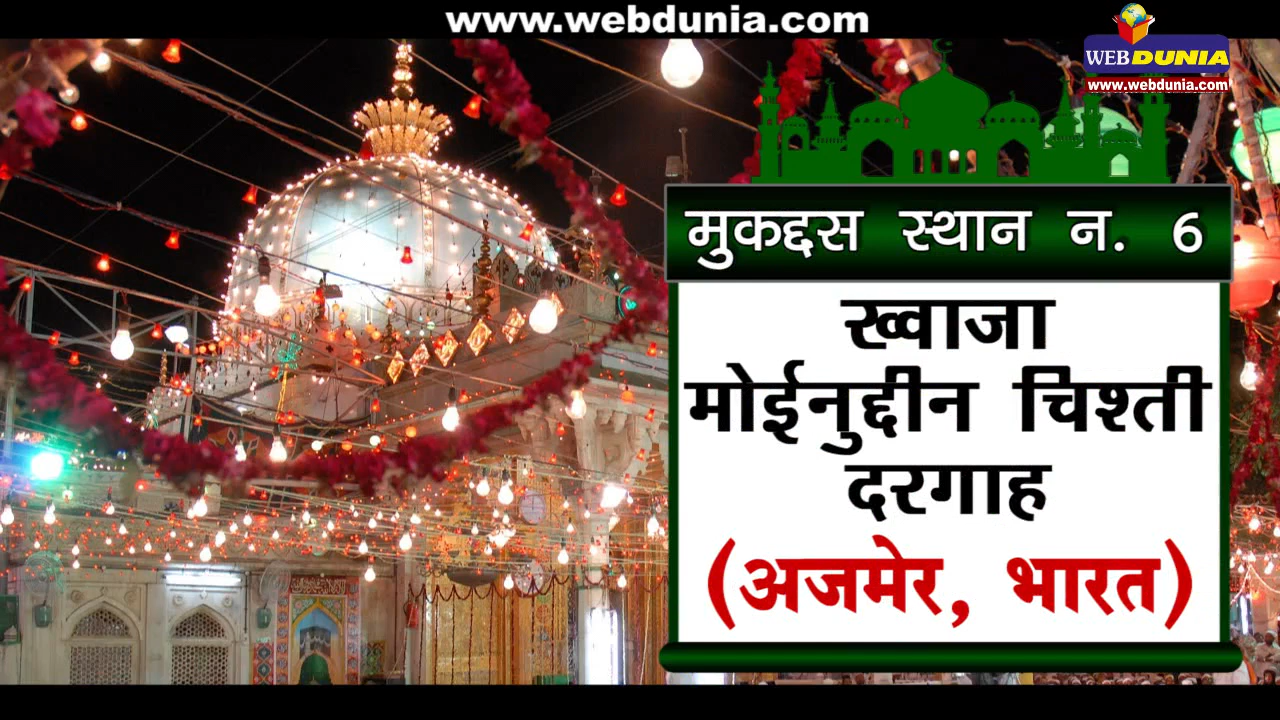 www.webdunia.com
WEBDUNIA
www.webdunia.com
मुकद्दस स्थान न. 6
ख्वाजा
मोईनुद्दीन चिश्ती
दरगाह
(अजमेर, भारत)